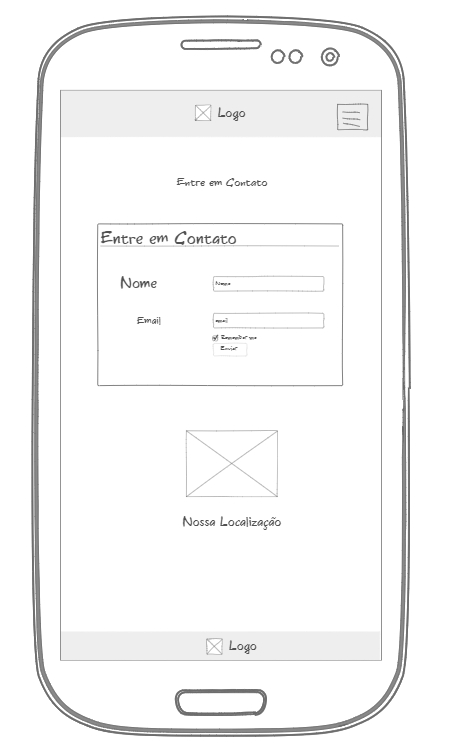 Logo
Entre em Contato
Entre em Contato
Nome
Nome
Email
email
Enviar
Nossa Localização
Logo